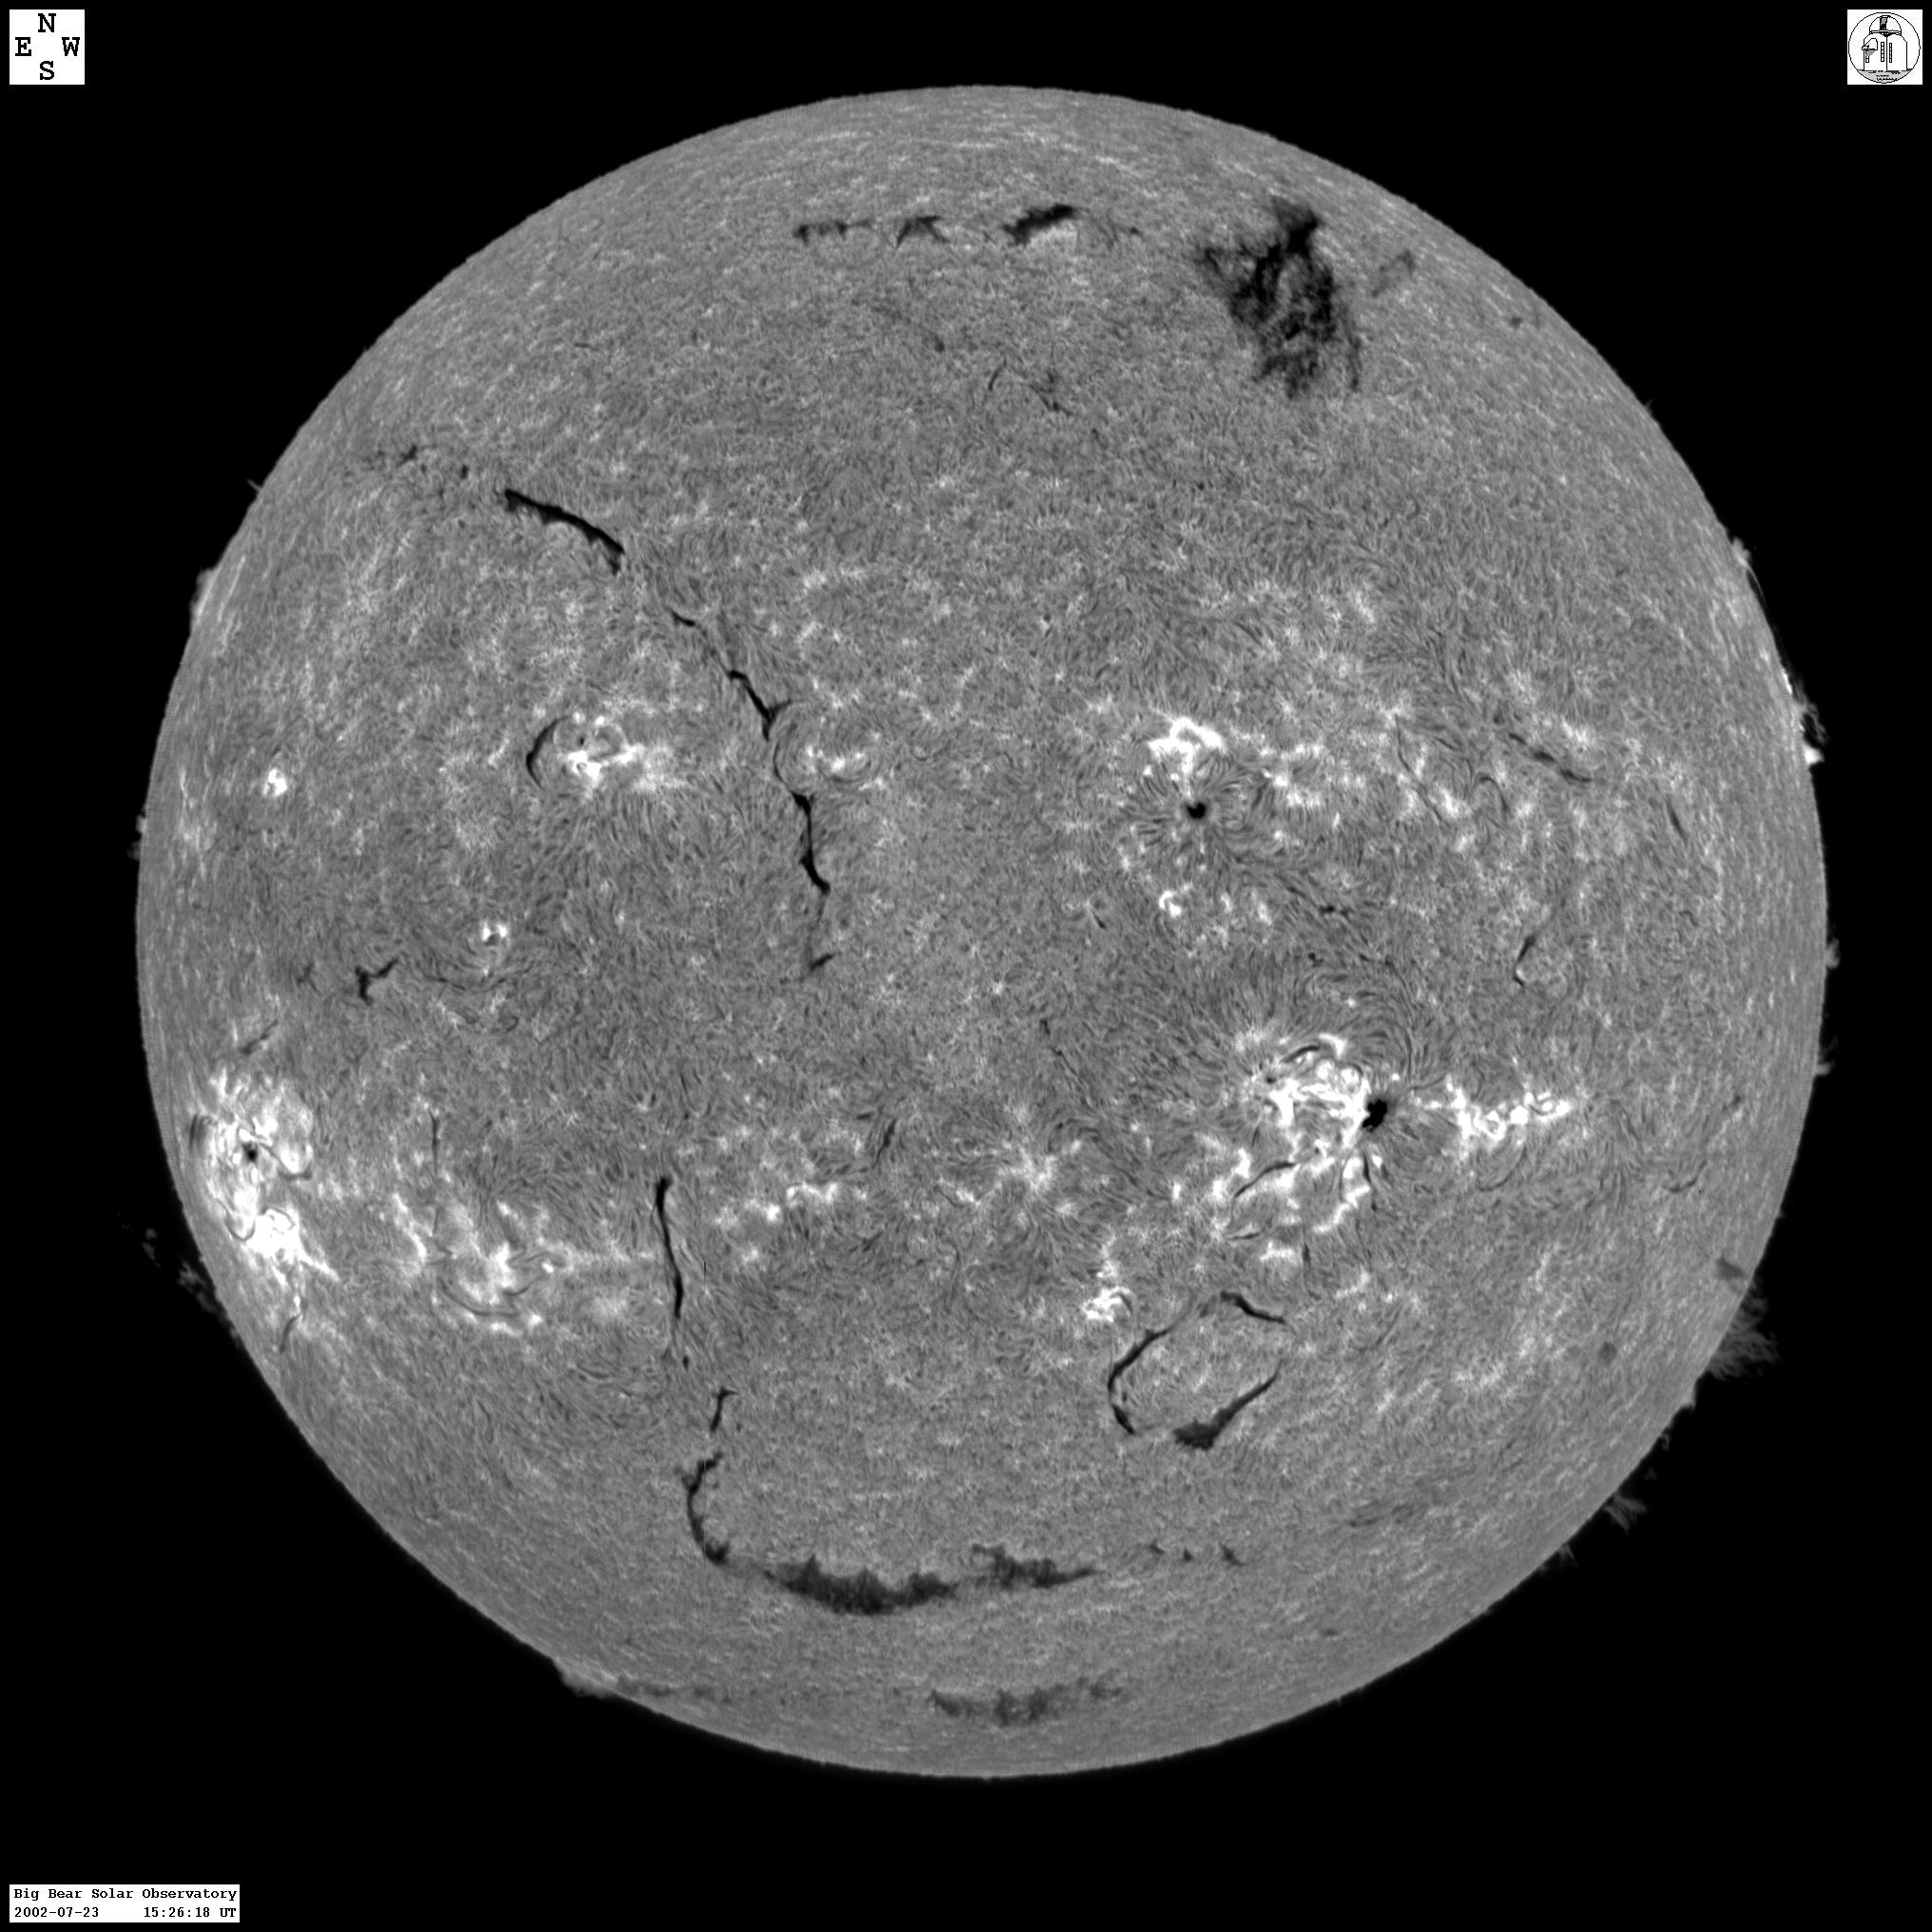 N
E W
S
Big Bear Solar Observatory
2002-07-23 15:26:18 UT